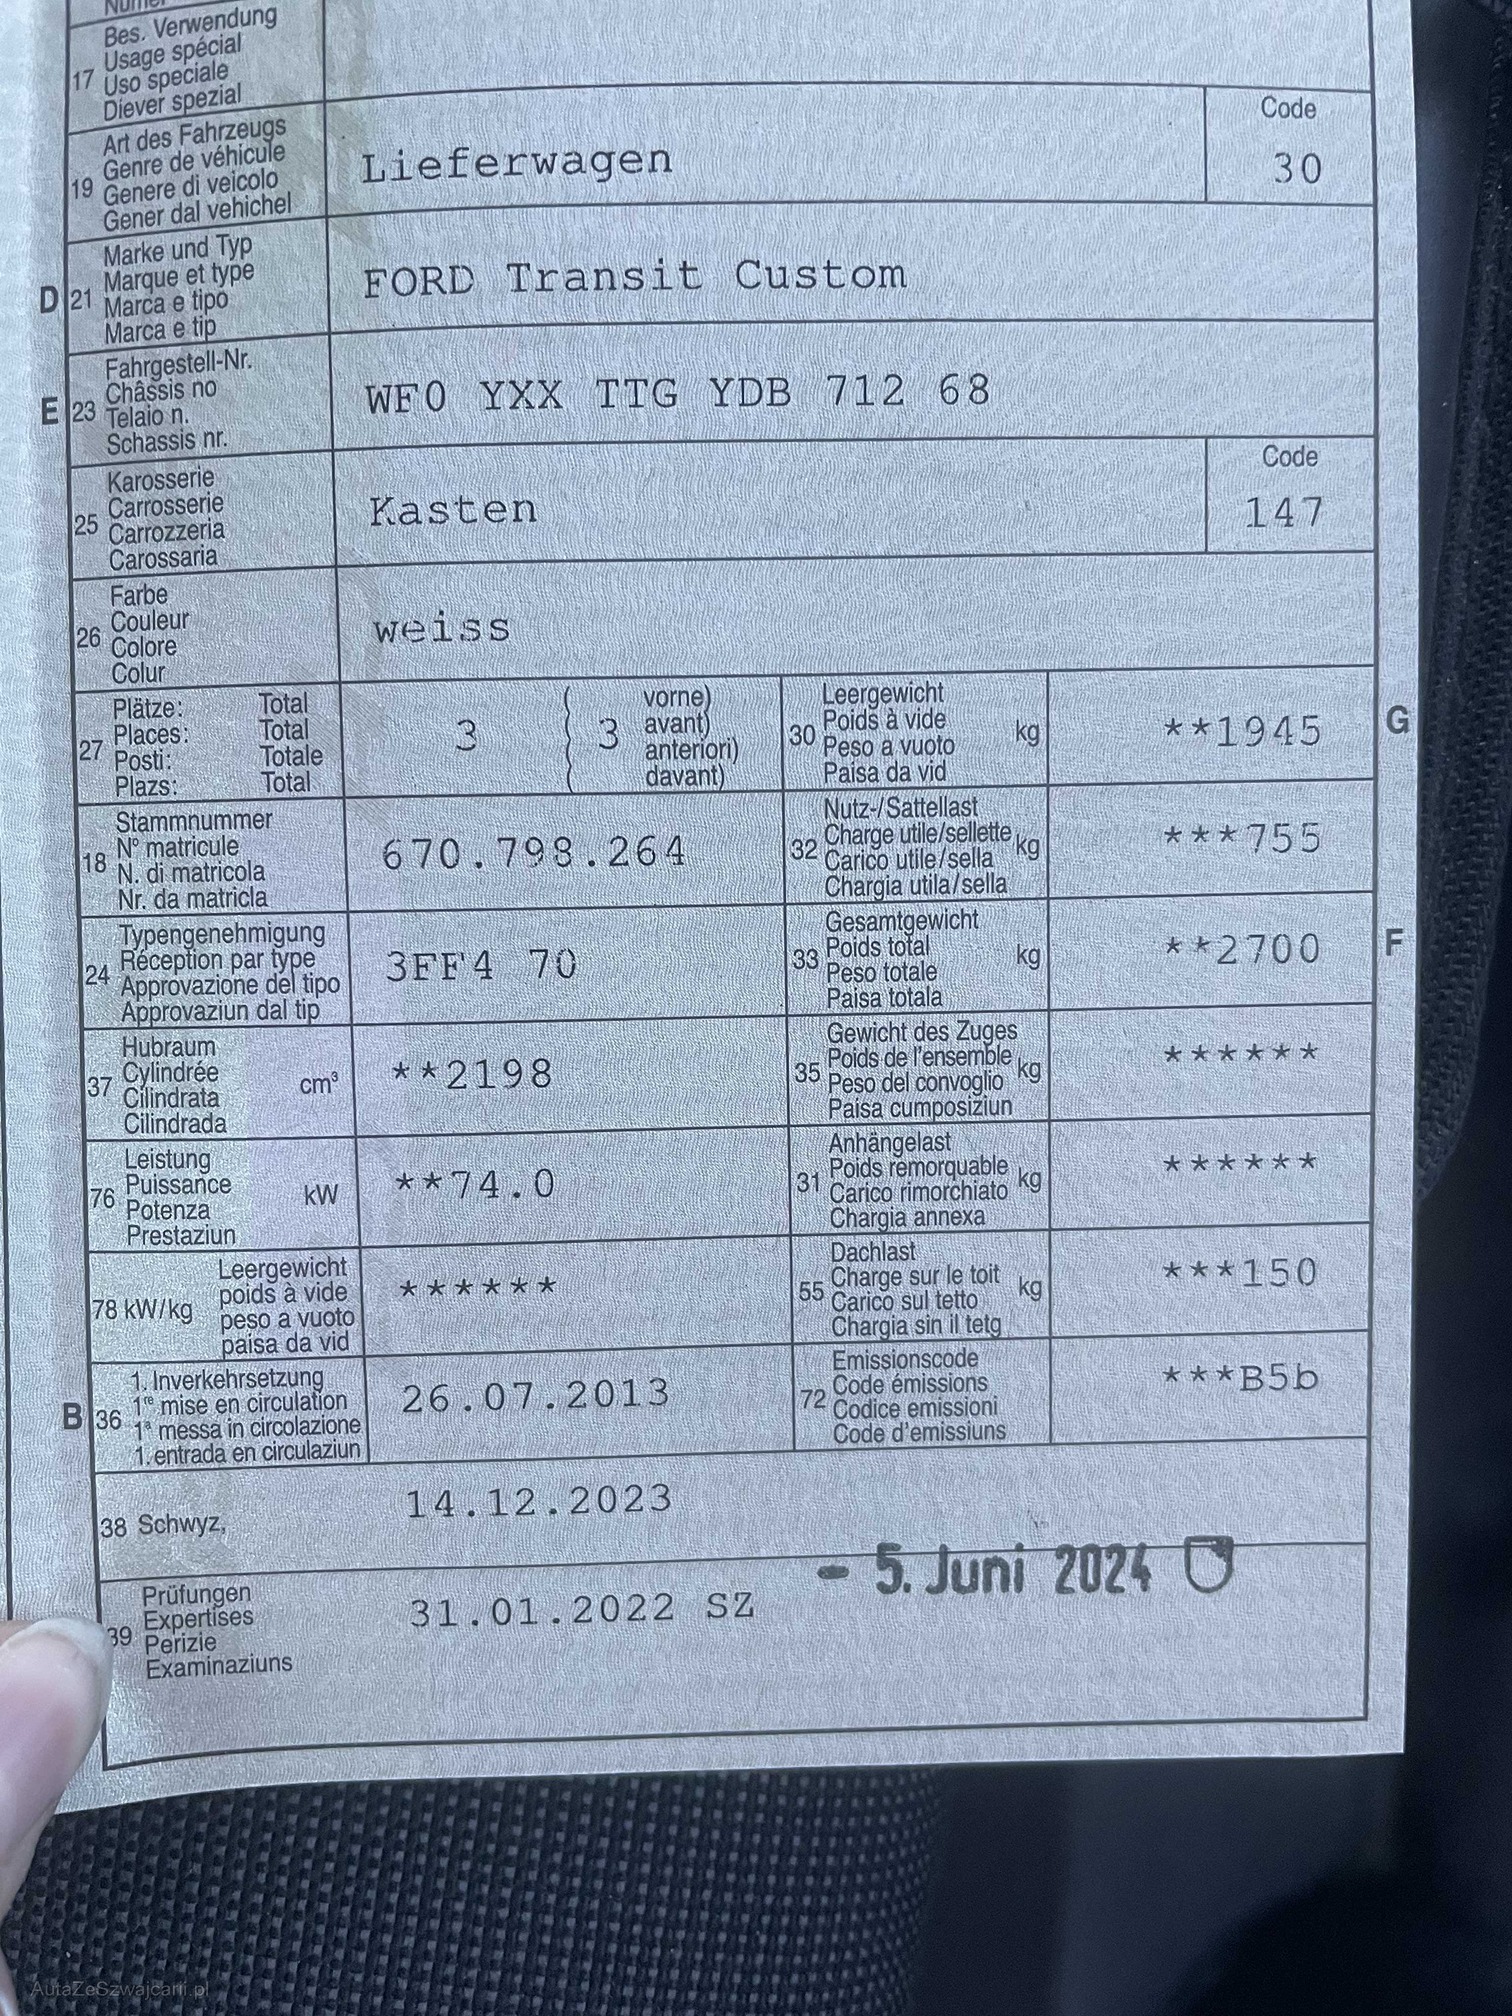 Bes. Verwendung
Usage spécial
17 Uso speciale
Diever spezial
Art des Fahrzeugs
Genre de véhicule
19 Genere di veicolo
Gener dal vehichel
Lieferwagen
Code
30
Marke und Typ
Marque et type
D 21 Marca e tipo
Marca e tip
FORD Transit Custom
Fahrgestell-Nr.
Châssis no
E 23 Telaio n.
Schassis nr.
WF0 YXX TTG YDB 712 68
Karosserie
Carrosserie
25 Carrozzeria
Carossaria
Kasten
Code
147
Farbe
Couleur
26 Colore
Colur
weiss
Plätze: Total
Places: Total
27 Posti: Totale
Plazs: Total
3 ( 3 vorne)
( avant)
( anteriori)
( davant)
Leergewicht
Poids à vide
30 Peso a vuoto kg
Paisa da vid
**1945 G
Stammnummer
N° matricule
18 N. di matricola
Nr. da matricla
670.798.264
Nutz-/Sattellast
Charge utile/sellette
32 Carico utile/sella kg
Chargia utila/sella
***755
Typengenehmigung
Réception par type
24 Approvazione del tipo
Approvaziun dal tip
3FF4 70
Gesamtgewicht
Poids total
33 Peso totale kg
Paisa totala
**2700 F
Hubraum
Cylindrée
37 Cilindrata cm³
Cilindrada
**2198
Gewicht des Zuges
Poids de l'ensemble
35 Peso del convoglio kg
Paisa cumposiziun
******
Leistung
Puissance
76 Potenza kW
Prestaziun
**74.0
Anhängelast
Poids remorquable
31 Carico rimorchiato kg
Chargia annexa
******
Leergewicht
poids à vide
78 kW/kg peso a vuoto
paisa da vid
******
Dachlast
Charge sur le toit
55 Carico sul tetto kg
Chargia sin il tetg
***150
1. Inverkehrsetzung
1re mise en circulation
B 36 1a messa in circolazione
1. entrada en circulaziun
26.07.2013
Emissionscode
Code émissions
72 Codice emissioni
Code d'emissiuns
***B5b
38 Schwyz,
14.12.2023
- 5. Juni 2024
Prüfungen
Expertises
39 Perizie
Examinaziuns
31.01.2022 SZ
AutaZeSzwajcarii.pl